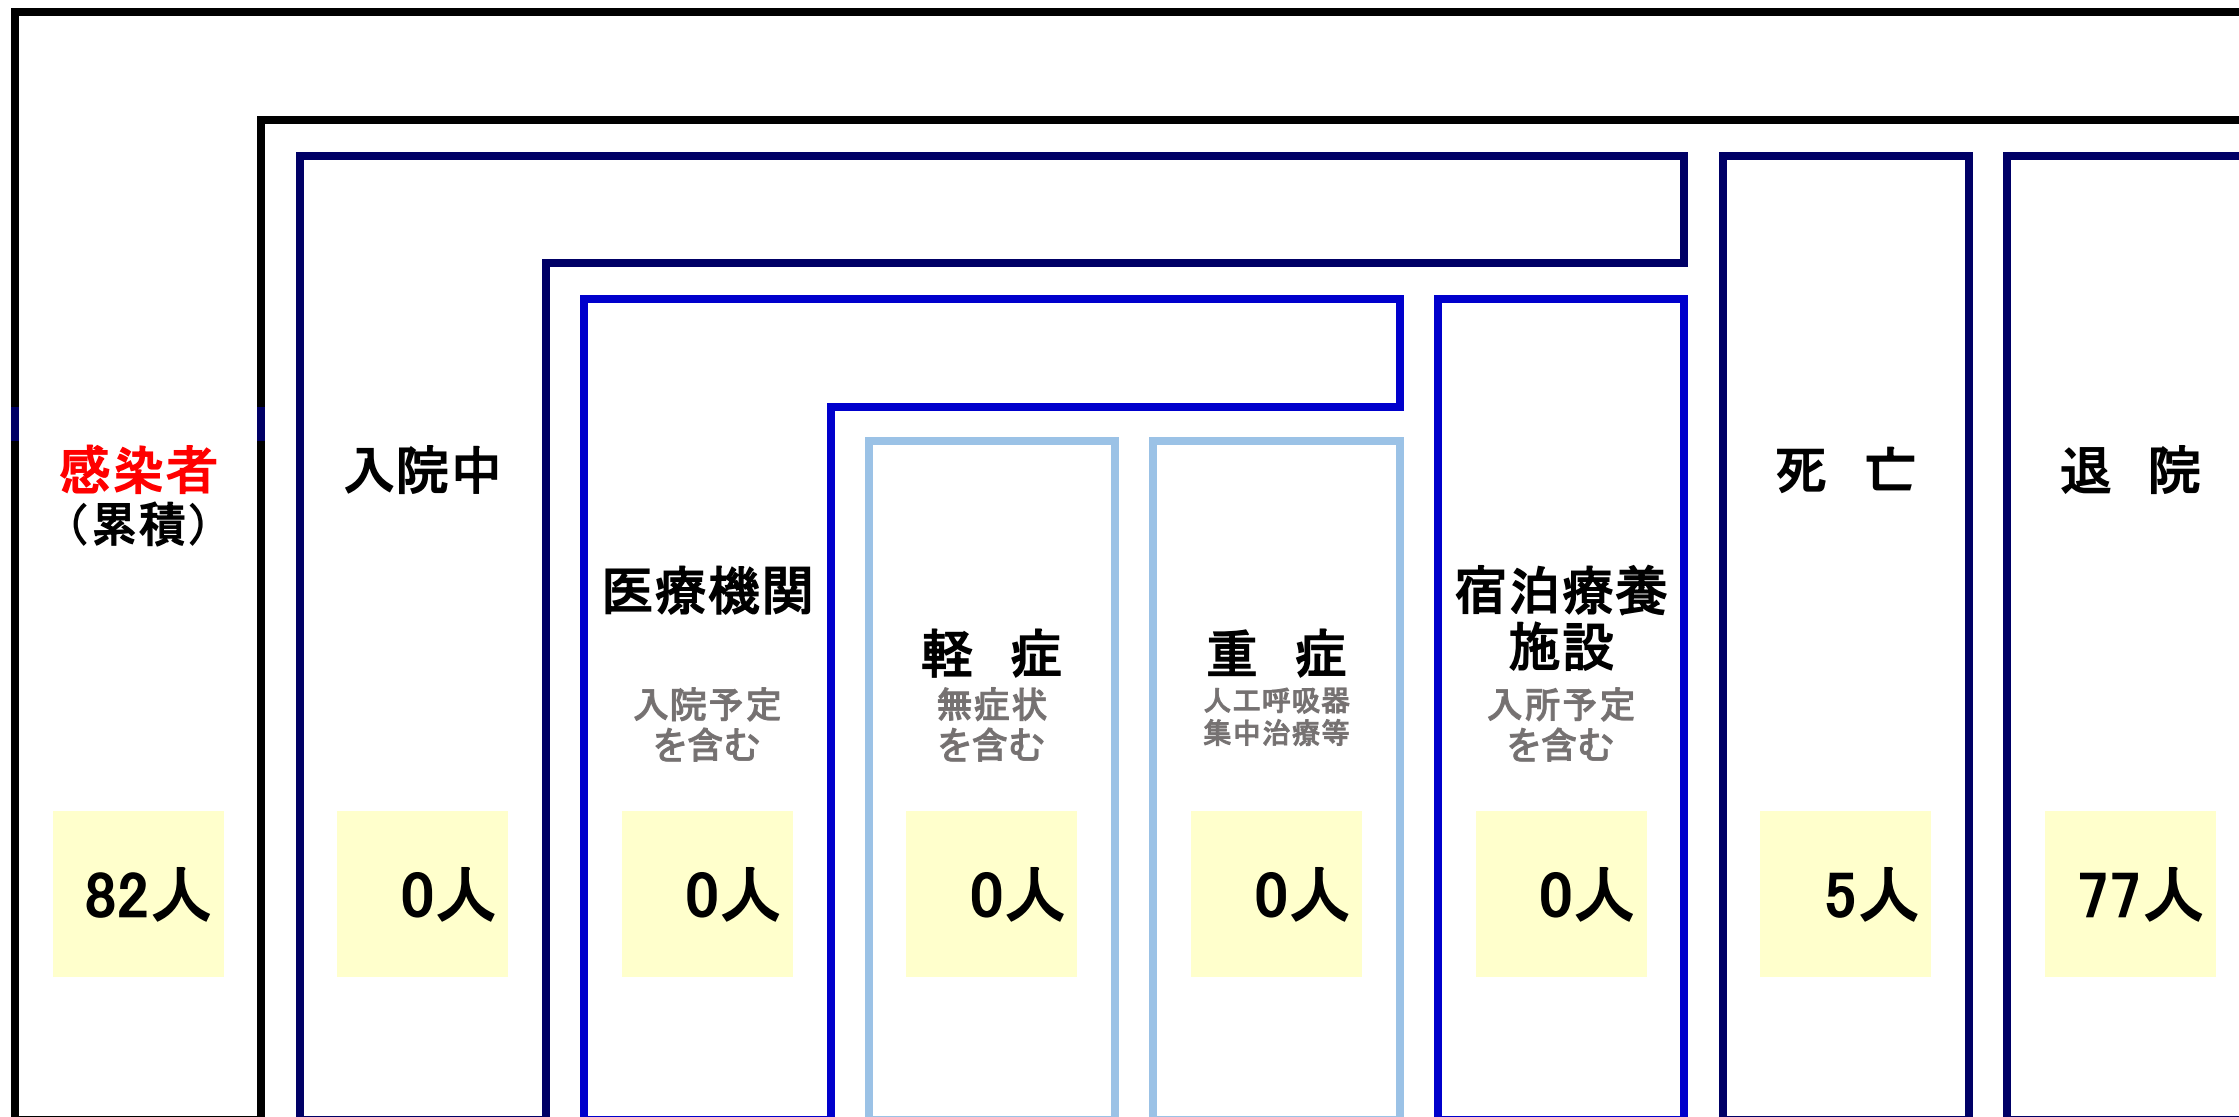 感染者
（累積）
82人
入院中
0人
医療機関
入院予定
を含む
0人
軽 症
無症状
を含む
0人
重 症
人工呼吸器
集中治療等
0人
宿泊療養
施設
入所予定
を含む
0人
死 亡
5人
退 院
77人